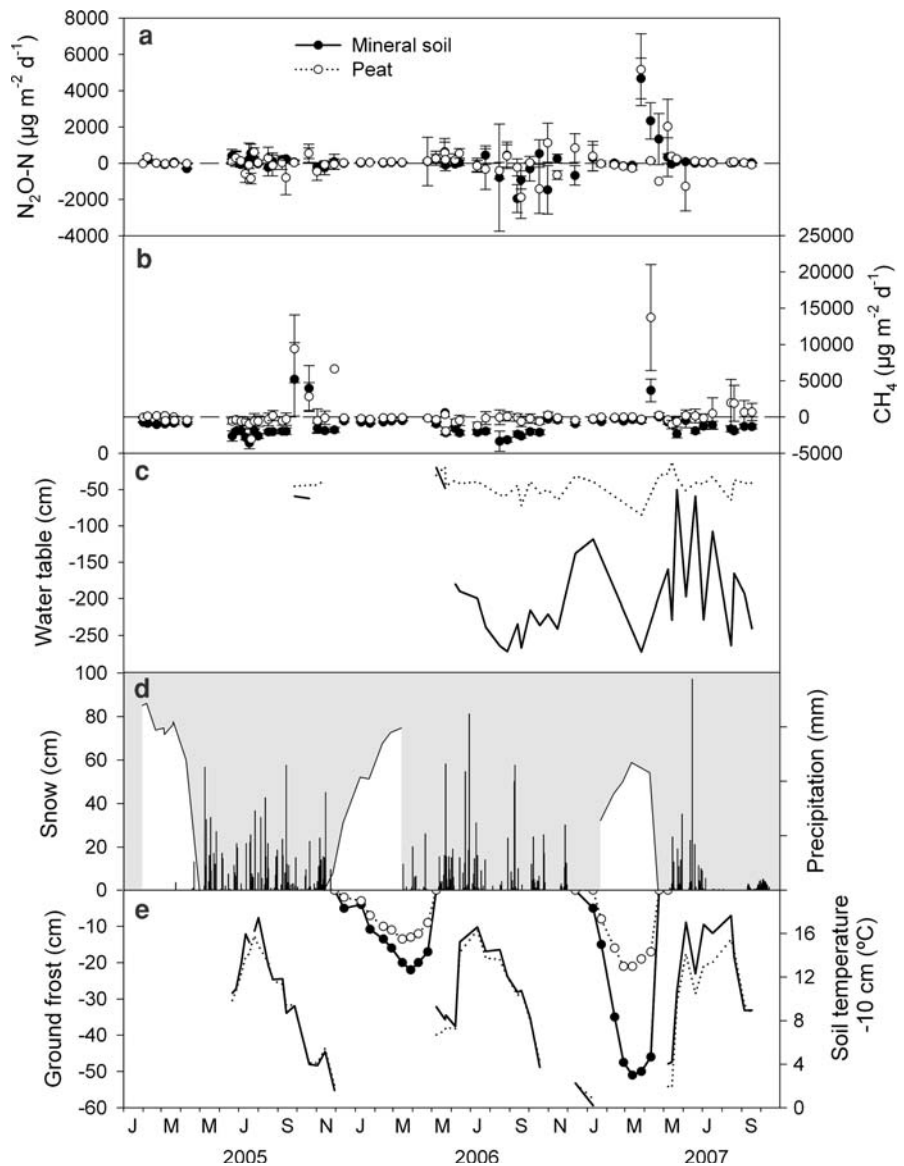 a
Mineral soil
Peat
N₂O-N (µg m⁻² d⁻¹)
8000
6000
4000
2000
0
-2000
-4000
b
CH₄ (µg m⁻² d⁻¹)
25000
20000
15000
10000
5000
0
-5000
c
Water table (cm)
0
-50
-100
-150
-200
-250
d
Snow (cm)
100
80
60
40
20
0
Precipitation (mm)
e
Ground frost (cm)
-10
-20
-30
-40
-50
-60
Soil temperature
-10 cm (ºC)
16
12
8
4
0
J M M J S N J M M J S N J M M J S
2005 2006 2007